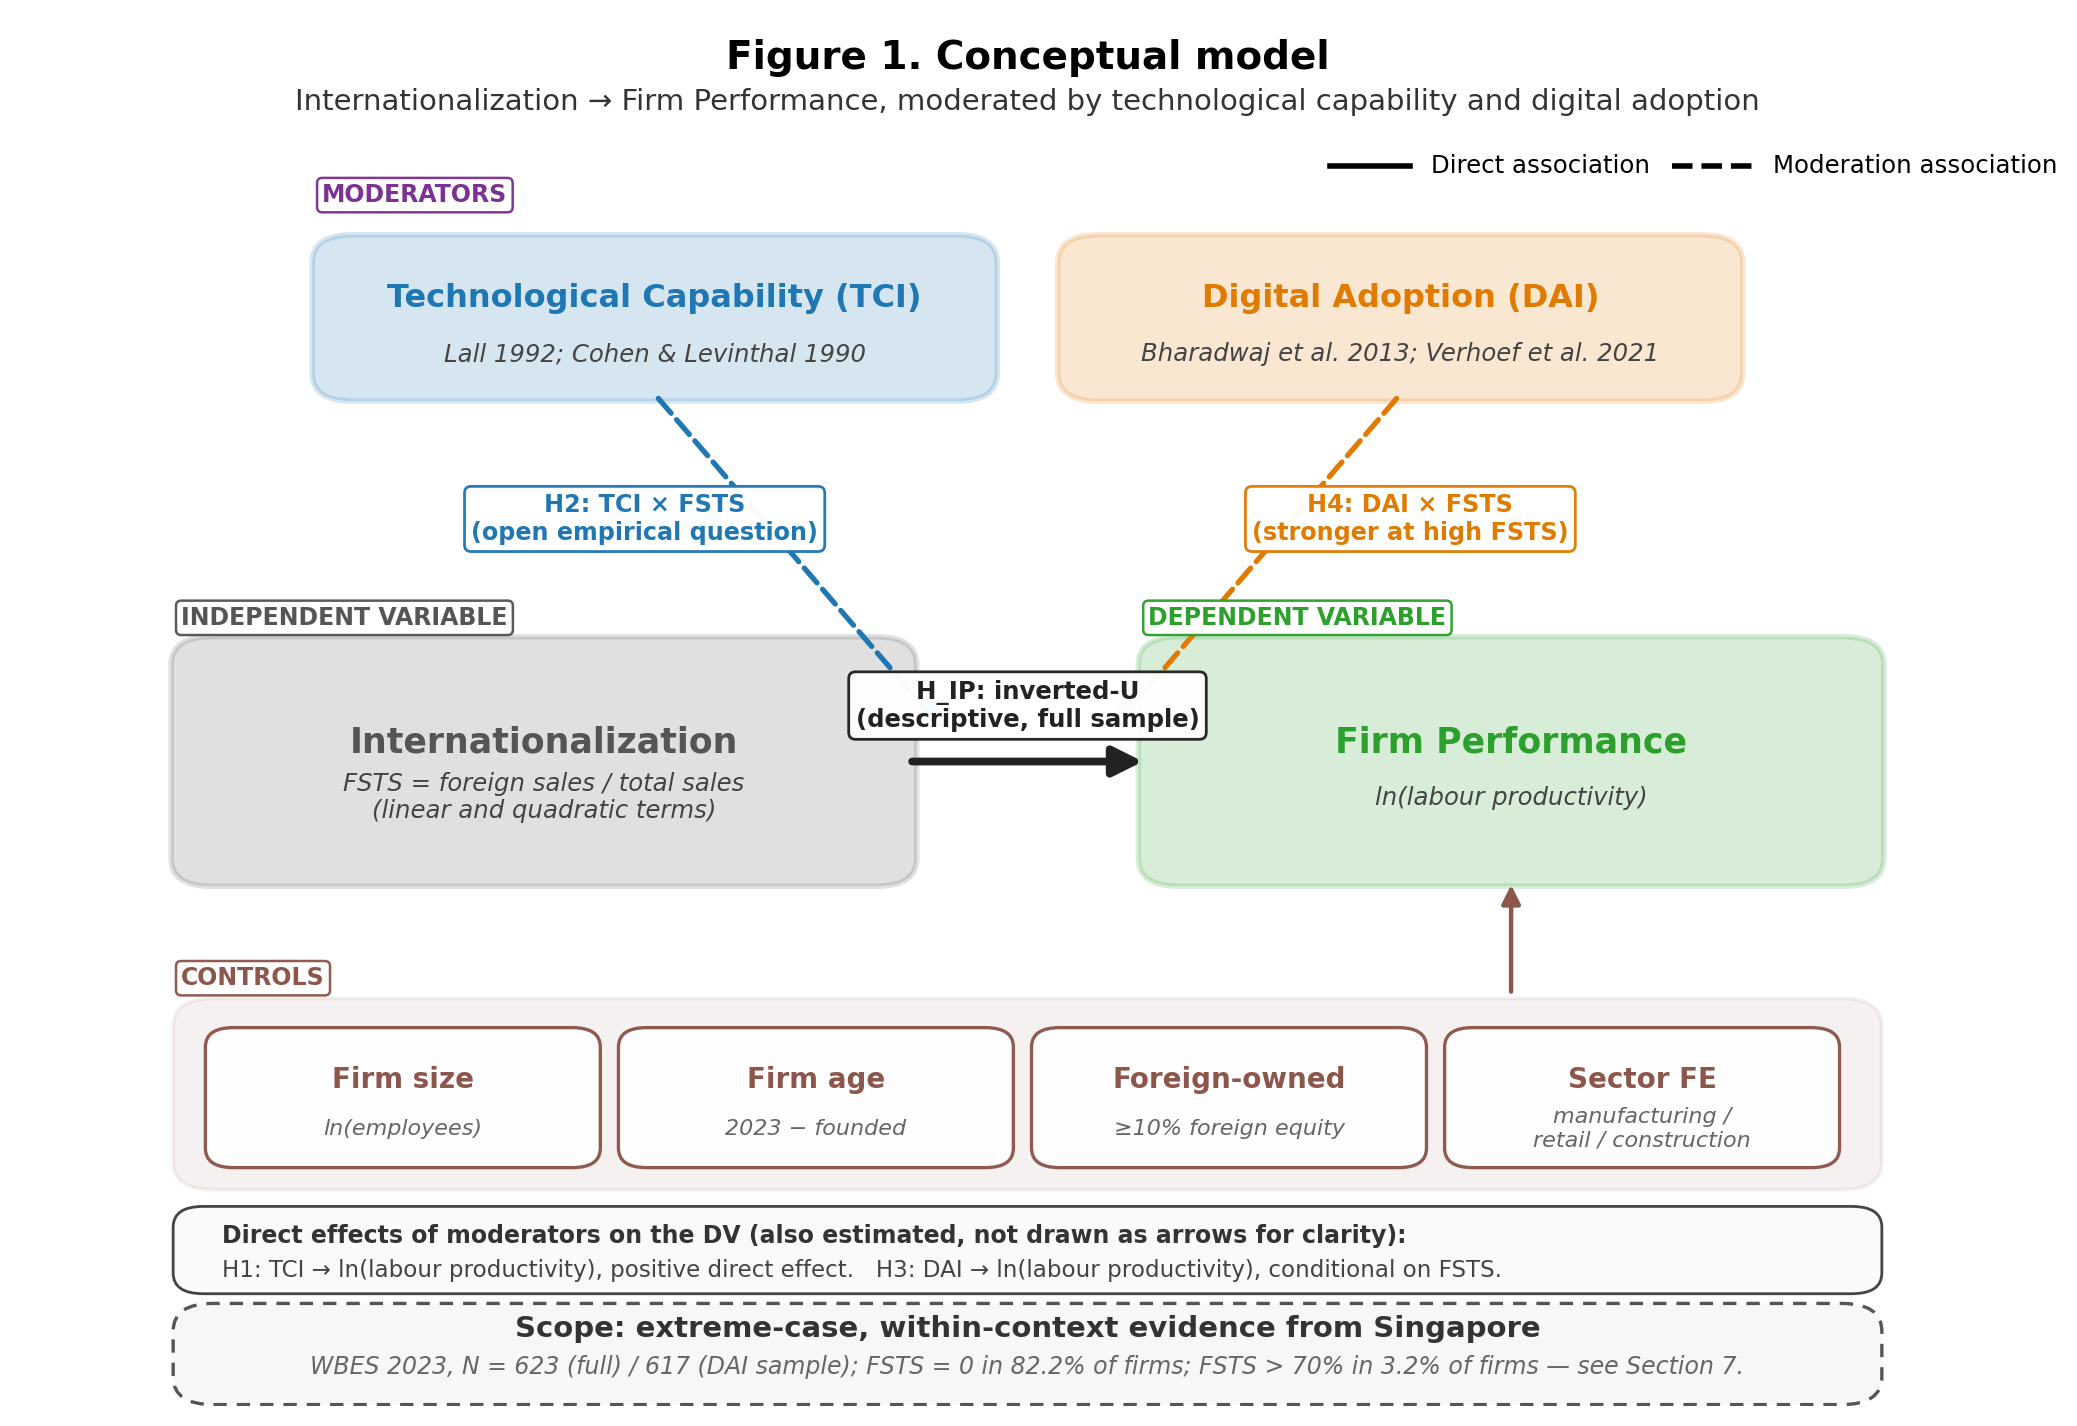 Figure 1. Conceptual model
Internationalization → Firm Performance, moderated by technological capability and digital adoption
Direct association
Moderation association
MODERATORS
Technological Capability (TCI)
Lall 1992; Cohen & Levinthal 1990
Digital Adoption (DAI)
Bharadwaj et al. 2013; Verhoef et al. 2021
H2: TCI × FSTS
(open empirical question)
H4: DAI × FSTS
(stronger at high FSTS)
INDEPENDENT VARIABLE
DEPENDENT VARIABLE
H_IP: inverted-U
(descriptive, full sample)
Internationalization
FSTS = foreign sales / total sales
(linear and quadratic terms)
Firm Performance
ln(labour productivity)
CONTROLS
Firm size
ln(employees)
Firm age
2023 − founded
Foreign-owned
≥10% foreign equity
Sector FE
manufacturing /
retail / construction
Direct effects of moderators on the DV (also estimated, not drawn as arrows for clarity):
H1: TCI → ln(labour productivity), positive direct effect.   H3: DAI → ln(labour productivity), conditional on FSTS.
Scope: extreme-case, within-context evidence from Singapore
WBES 2023, N = 623 (full) / 617 (DAI sample); FSTS = 0 in 82.2% of firms; FSTS > 70% in 3.2% of firms — see Section 7.